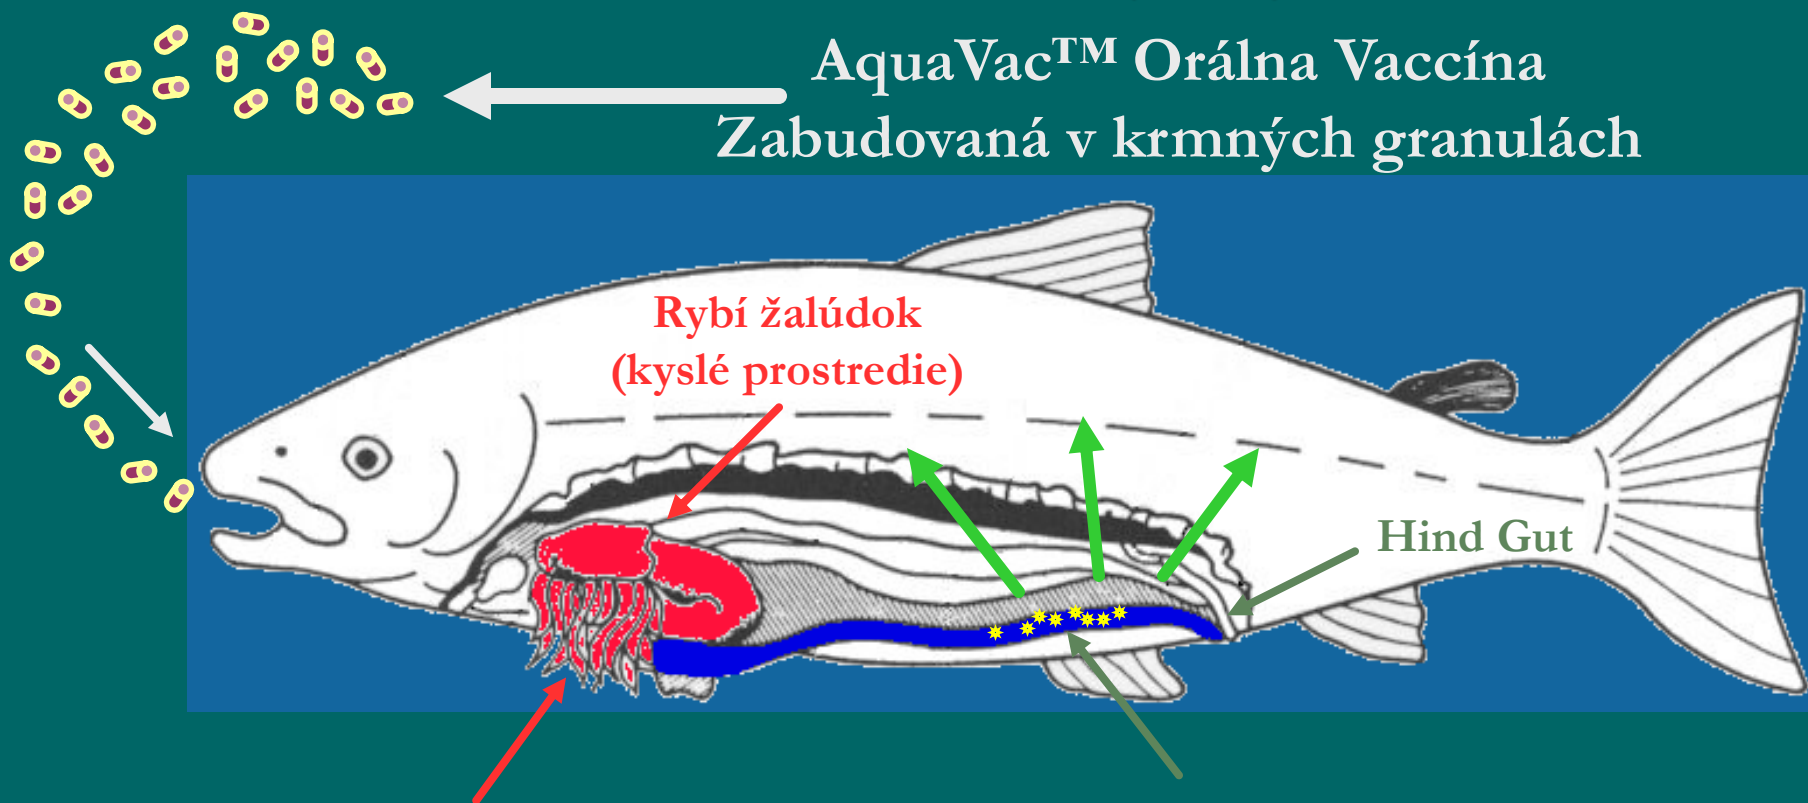 AquaVac™ Orálna Vaccína
Zabudovaná v krmných granulách
Rybí žalúdok
(kyslé prostredie)
Hind Gut